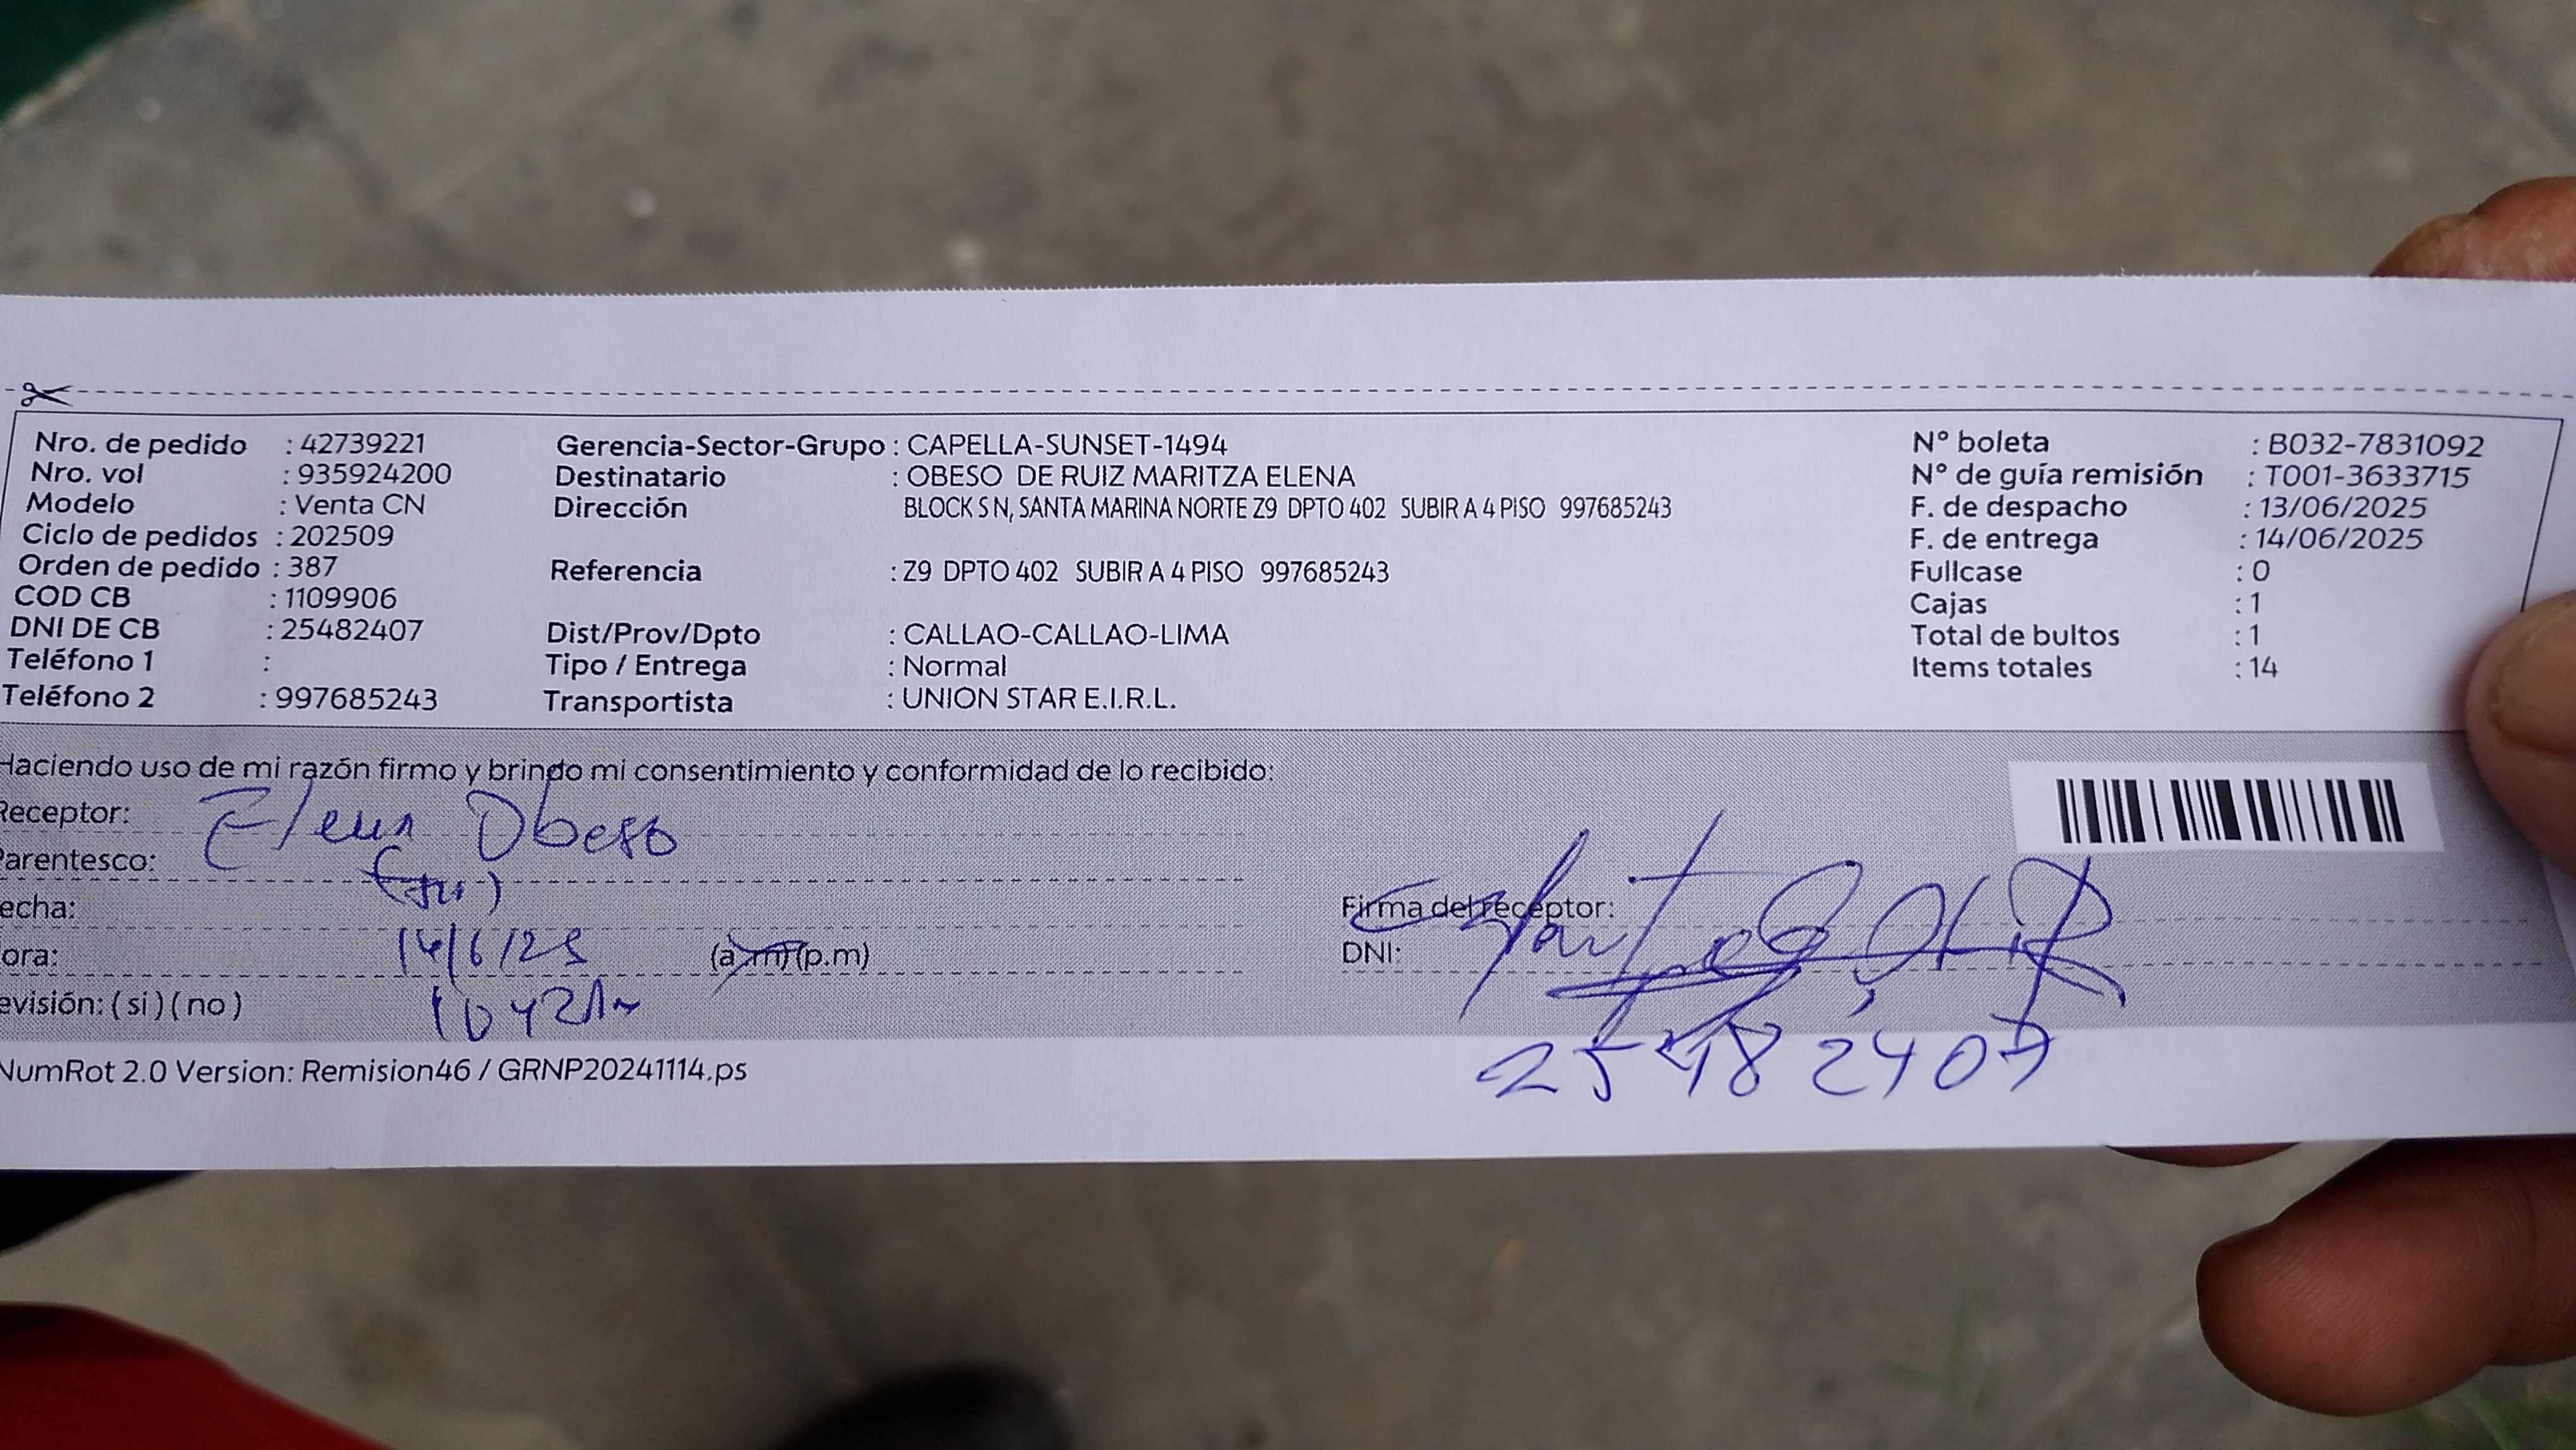 Nro. de pedido : 42739221
Nro. vol : 935924200
Modelo : Venta CN
Ciclo de pedidos : 202509
Orden de pedido : 387
COD CB : 1109906
DNI DE CB : 25482407
Teléfono 1 :
Teléfono 2 : 997685243
Gerencia-Sector-Grupo : CAPELLA-SUNSET-1494
Destinatario : OBESO DE RUIZ MARITZA ELENA
Dirección BLOCK S N, SANTA MARINA NORTE Z9 DPTO 402 SUBIR A 4 PISO 997685243
Referencia : Z9 DPTO 402 SUBIR A 4 PISO 997685243
Dist/Prov/Dpto : CALLAO-CALLAO-LIMA
Tipo / Entrega : Normal
Transportista : UNION STAR E.I.R.L.
N° boleta : B032-7831092
N° de guía remisión : T001-3633715
F. de despacho : 13/06/2025
F. de entrega : 14/06/2025
Fullcase : 0
Cajas : 1
Total de bultos : 1
Items totales : 14
Haciendo uso de mi razón firmo y brindo mi consentimiento y conformidad de lo recibido:
Receptor: Elena Obeso
Parentesco:
echa: 14/6/25
ora: (a.m)(p.m)
evisión: ( si ) ( no )
Firma del receptor:
DNI: 25482407
NumRot 2.0 Version: Remision46 / GRNP20241114.ps